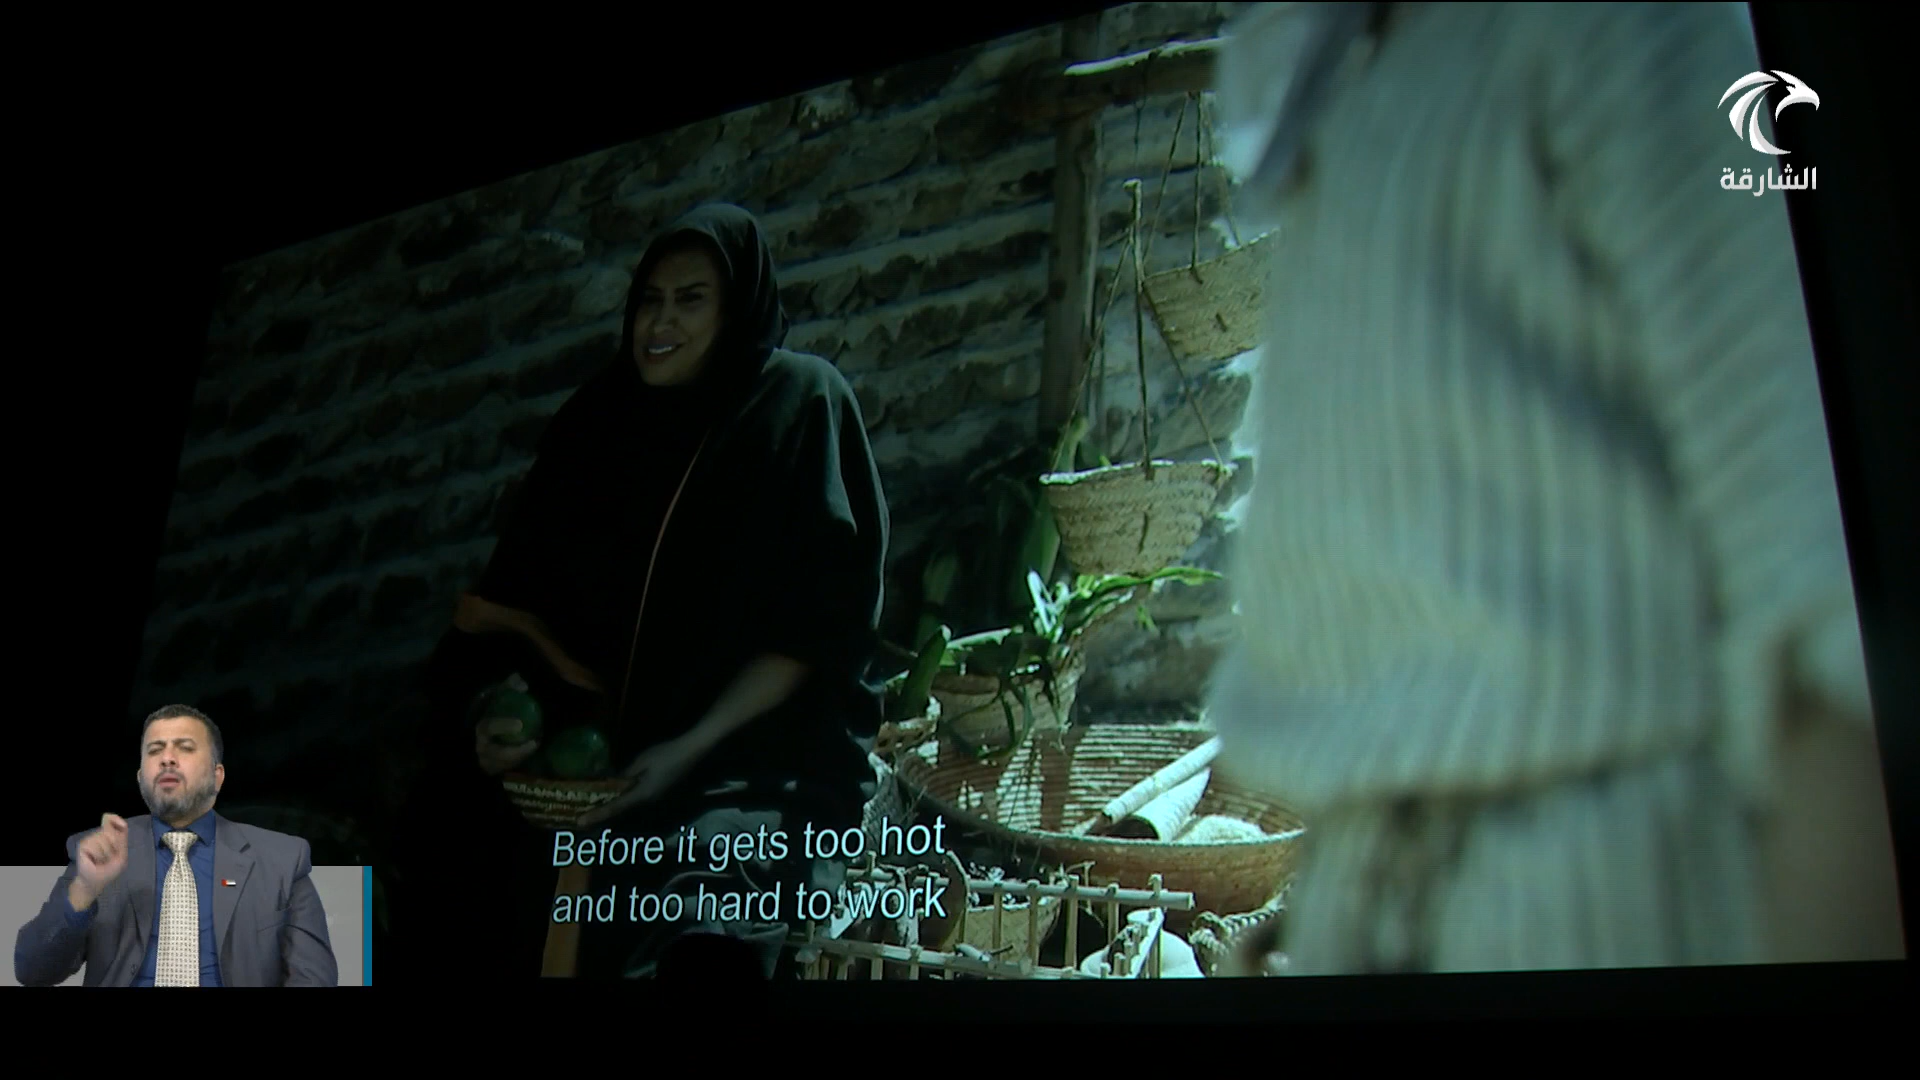 الشارقة
Before it gets too hot
and too hard to work